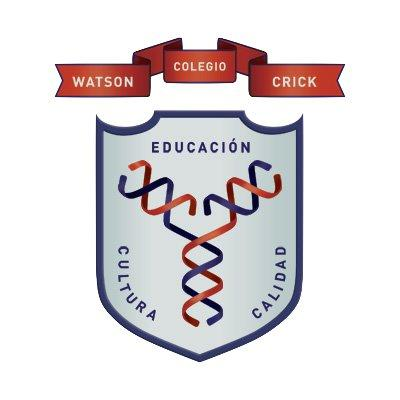 WATSON COLEGIO CRICK
EDUCACIÓN
CULTURA
CALIDAD